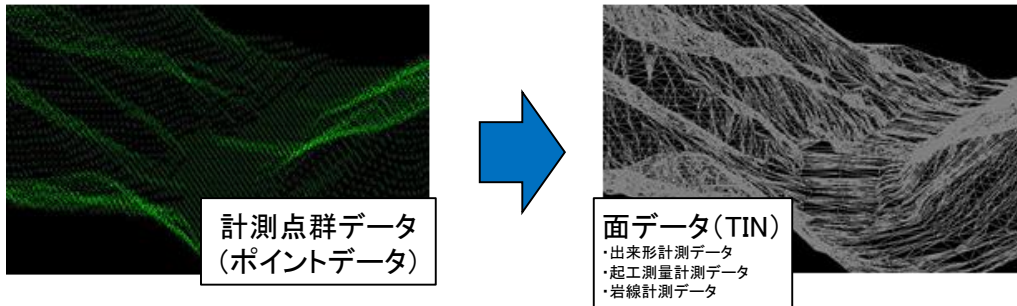 計測点群データ
(ポイントデータ)
面データ(TIN)
・出来形計測データ
・起工測量計測データ
・岩線計測データ